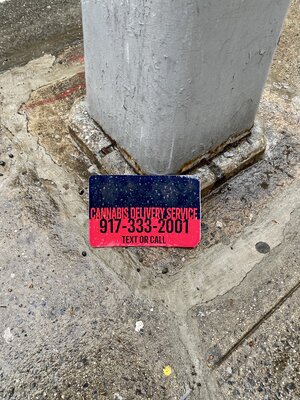 CANNABIS DELIVERY SERVICE
917-333-2001
TEXT OR CALL